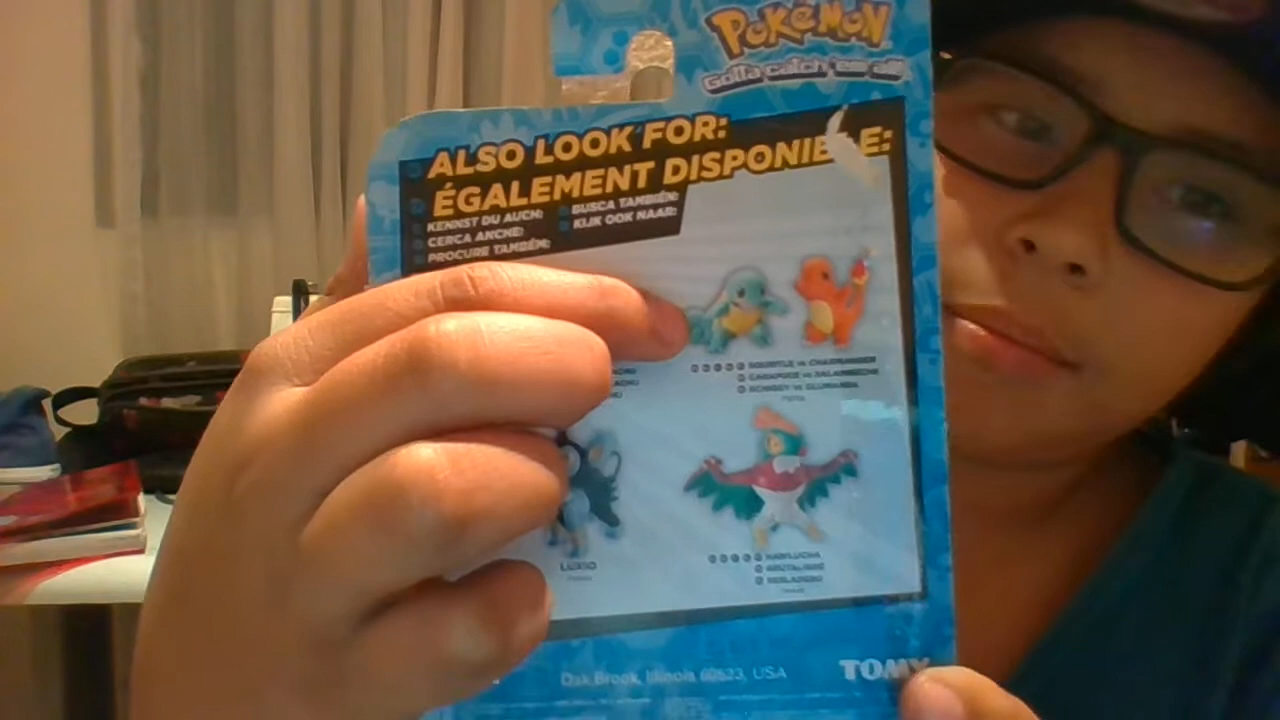 POKéMON
Gotta catch 'em all!
ALSO LOOK FOR:
ÉGALEMENT DISPONIBLE:
KENNST DU AUCH:
BUSCA TAMBIÉN:
CERCA ANCHE:
KIJK OOK NAAR:
PROCURE TAMBÉM:
SQUIRTLE vs CHARMANDER
CARAPUCE vs SALAMÈCHE
SCHIGGY vs GLUMANDA
LUXIO
HAWLUCHA
BRUTALIBRÉ
RESLADERO
Oak Brook, Illinois 60523, USA
TOMY